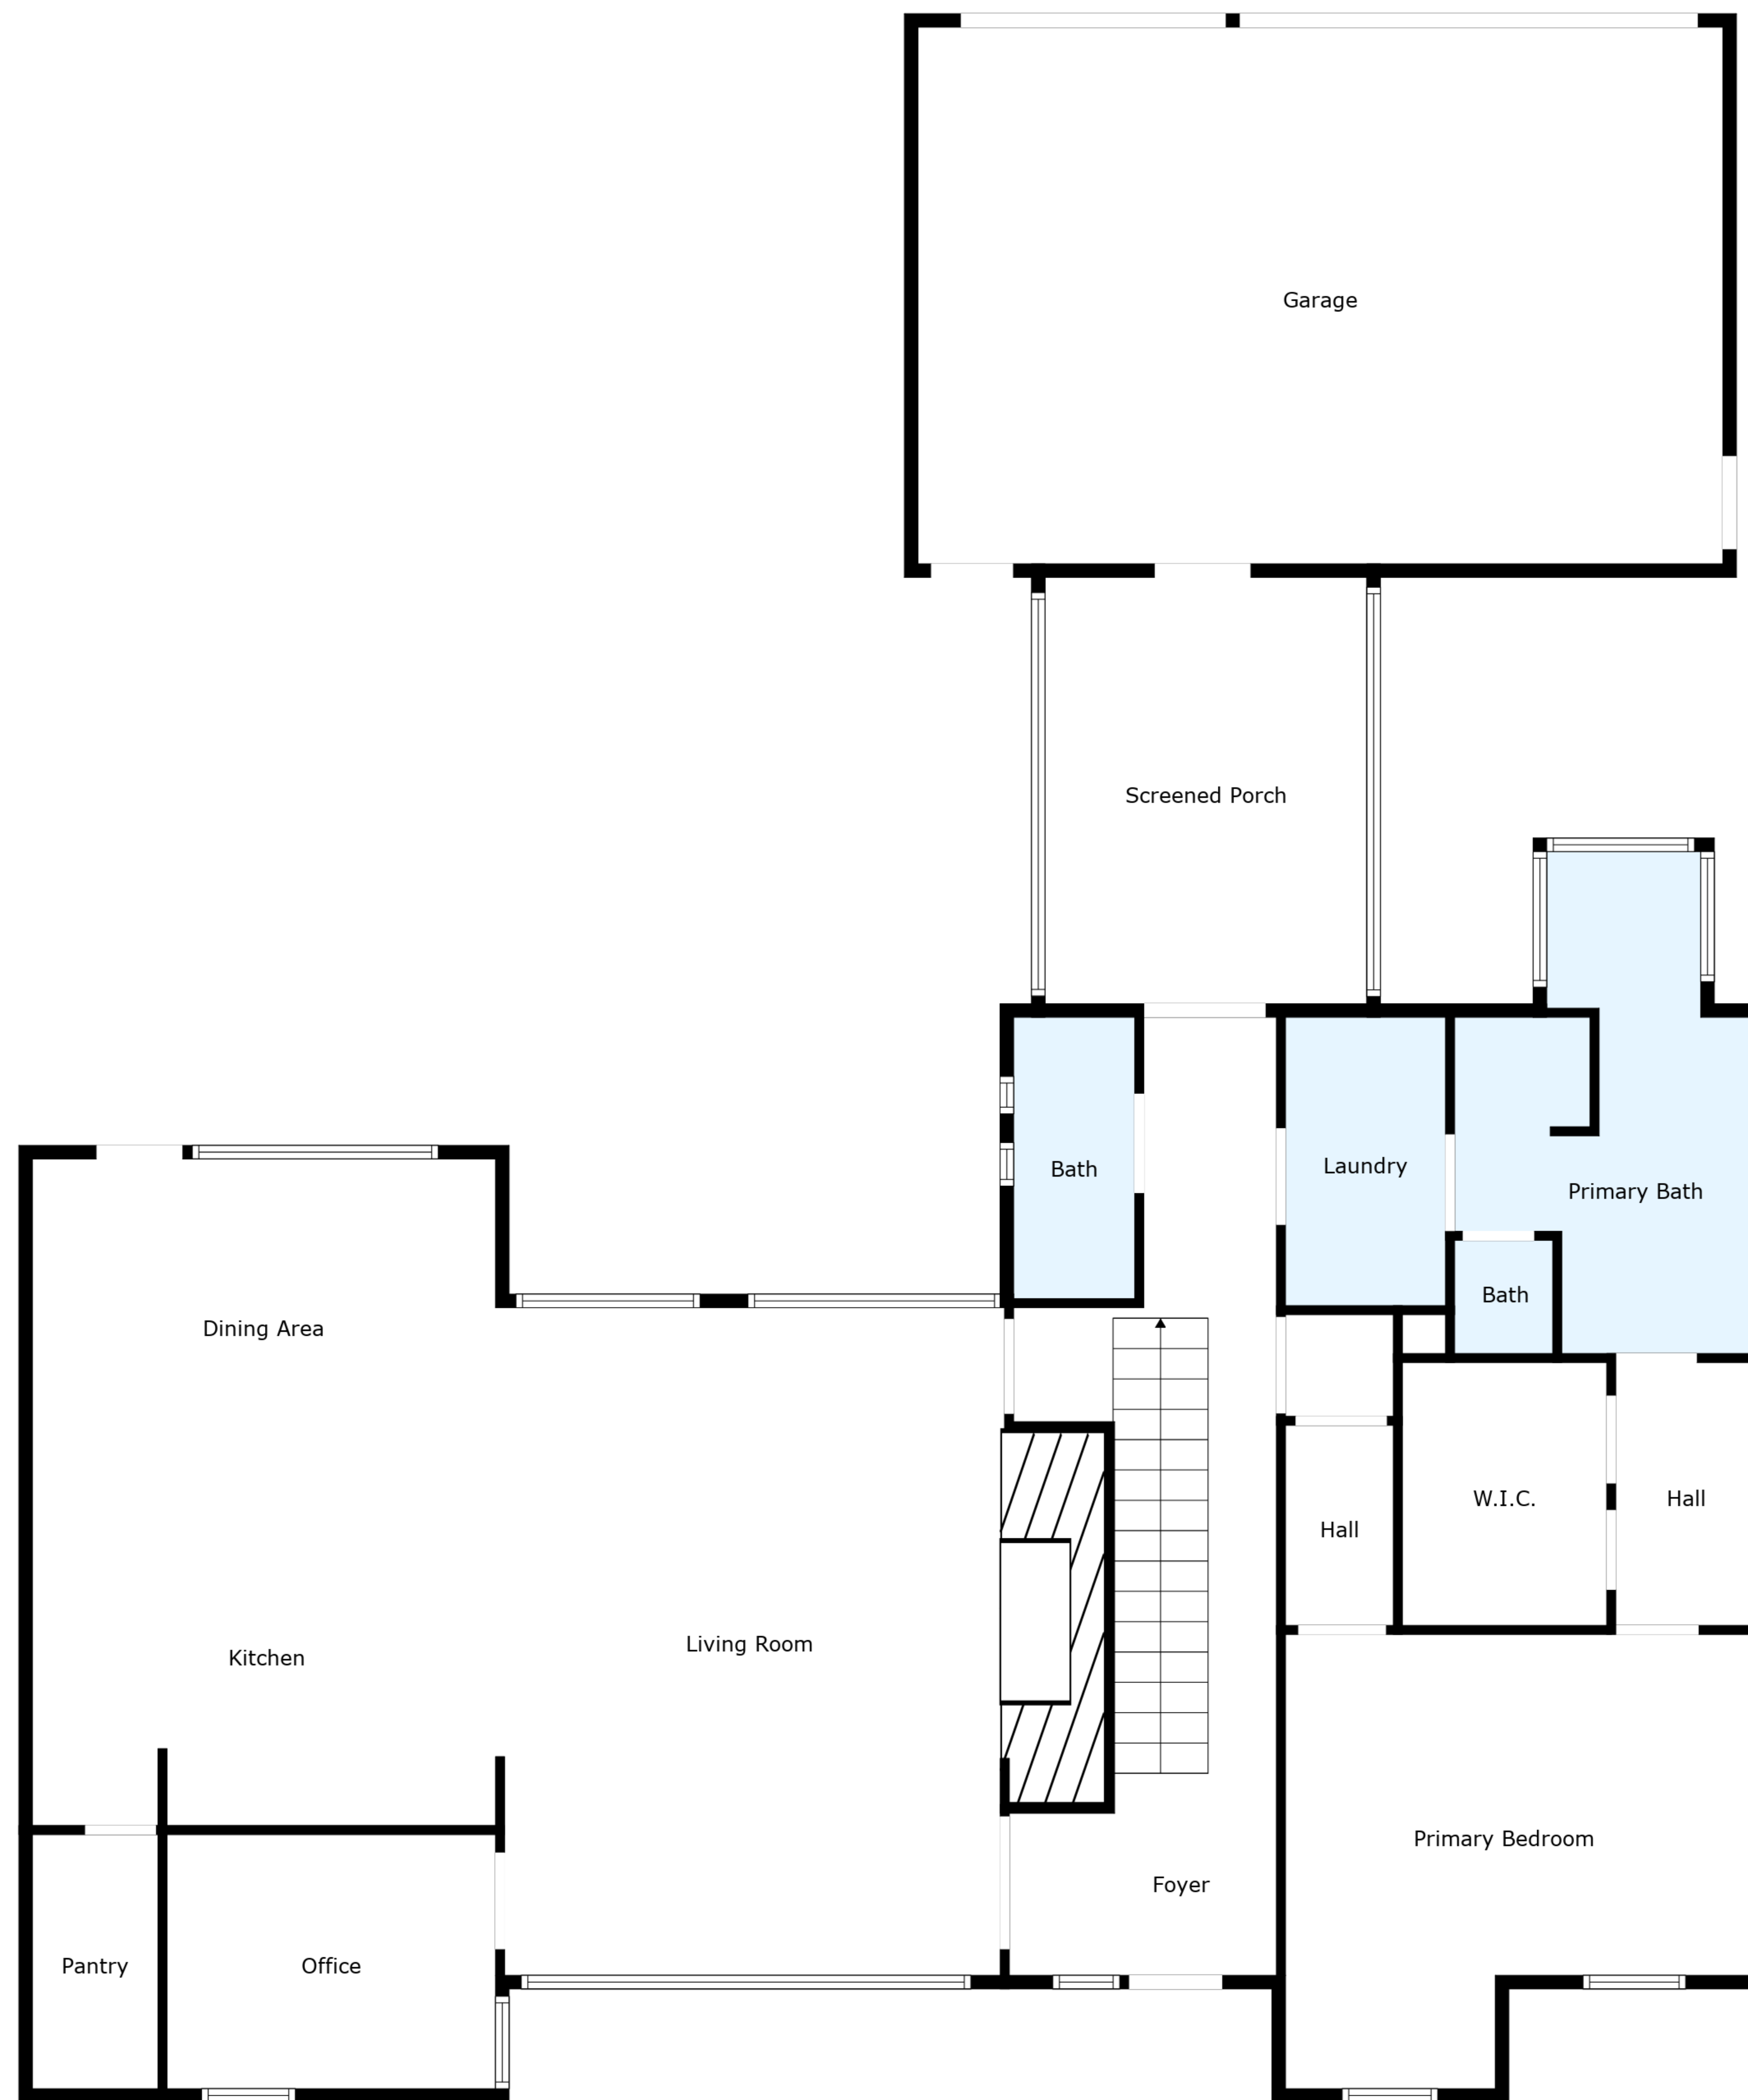 Garage
Screened Porch
Bath
Laundry
Primary Bath
Bath
Dining Area
W.I.C.
Hall
Hall
Living Room
Kitchen
Primary Bedroom
Foyer
Pantry
Office